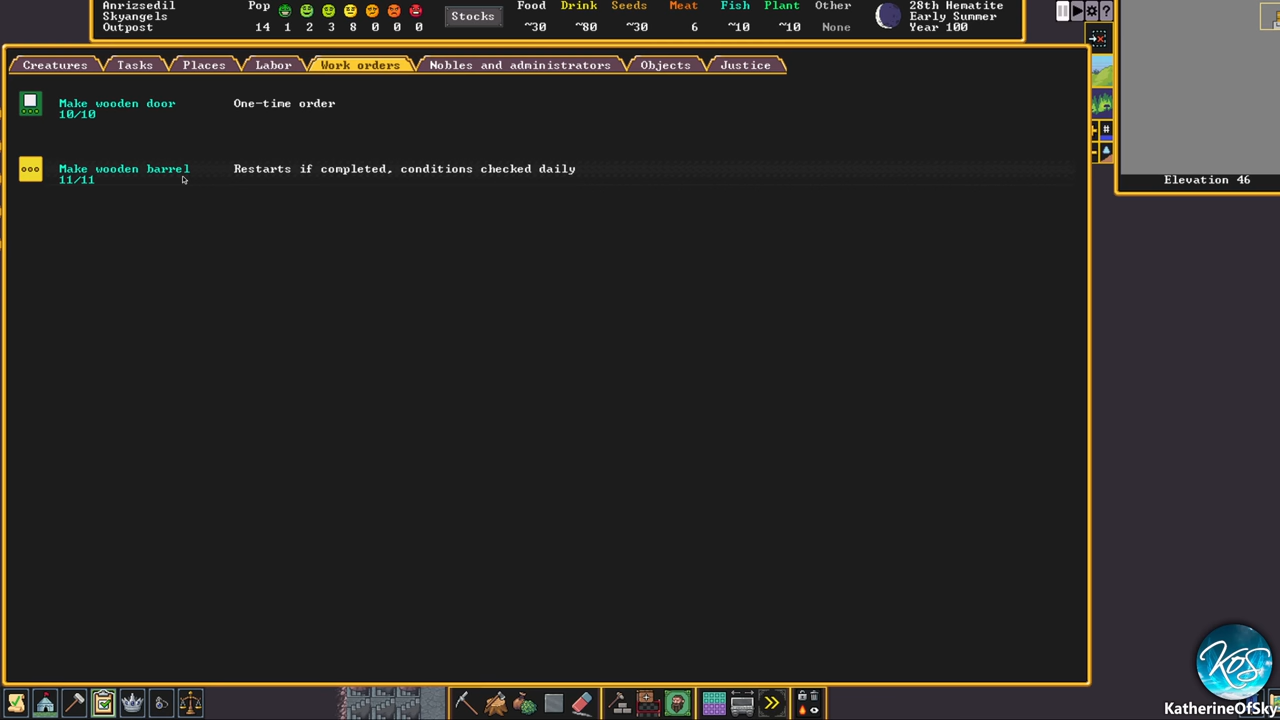 Anrizsedil
Skyangels
Outpost
Pop
14 1 2 3 8 0 0 0
Stocks
Food Drink Seeds Meat Fish Plant Other
~30 ~80 ~30 6 ~10 ~10 None
28th Hematite
Early Summer
Year 100
Elevation 46
Creatures Tasks Places Labor Work orders Nobles and administrators Objects Justice
Make wooden door One-time order
10/10
Make wooden barrel Restarts if completed, conditions checked daily
11/11
KOS
KatherineOfSky